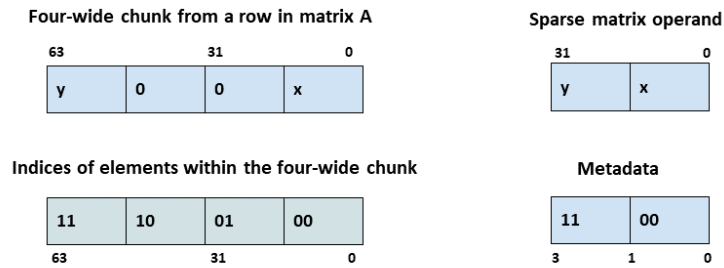 Four-wide chunk from a row in matrix A
Sparse matrix operand
63 31 0
31 0
y 0 0 x
y x
Indices of elements within the four-wide chunk
Metadata
11 10 01 00
11 00
63 31 0
3 1 0